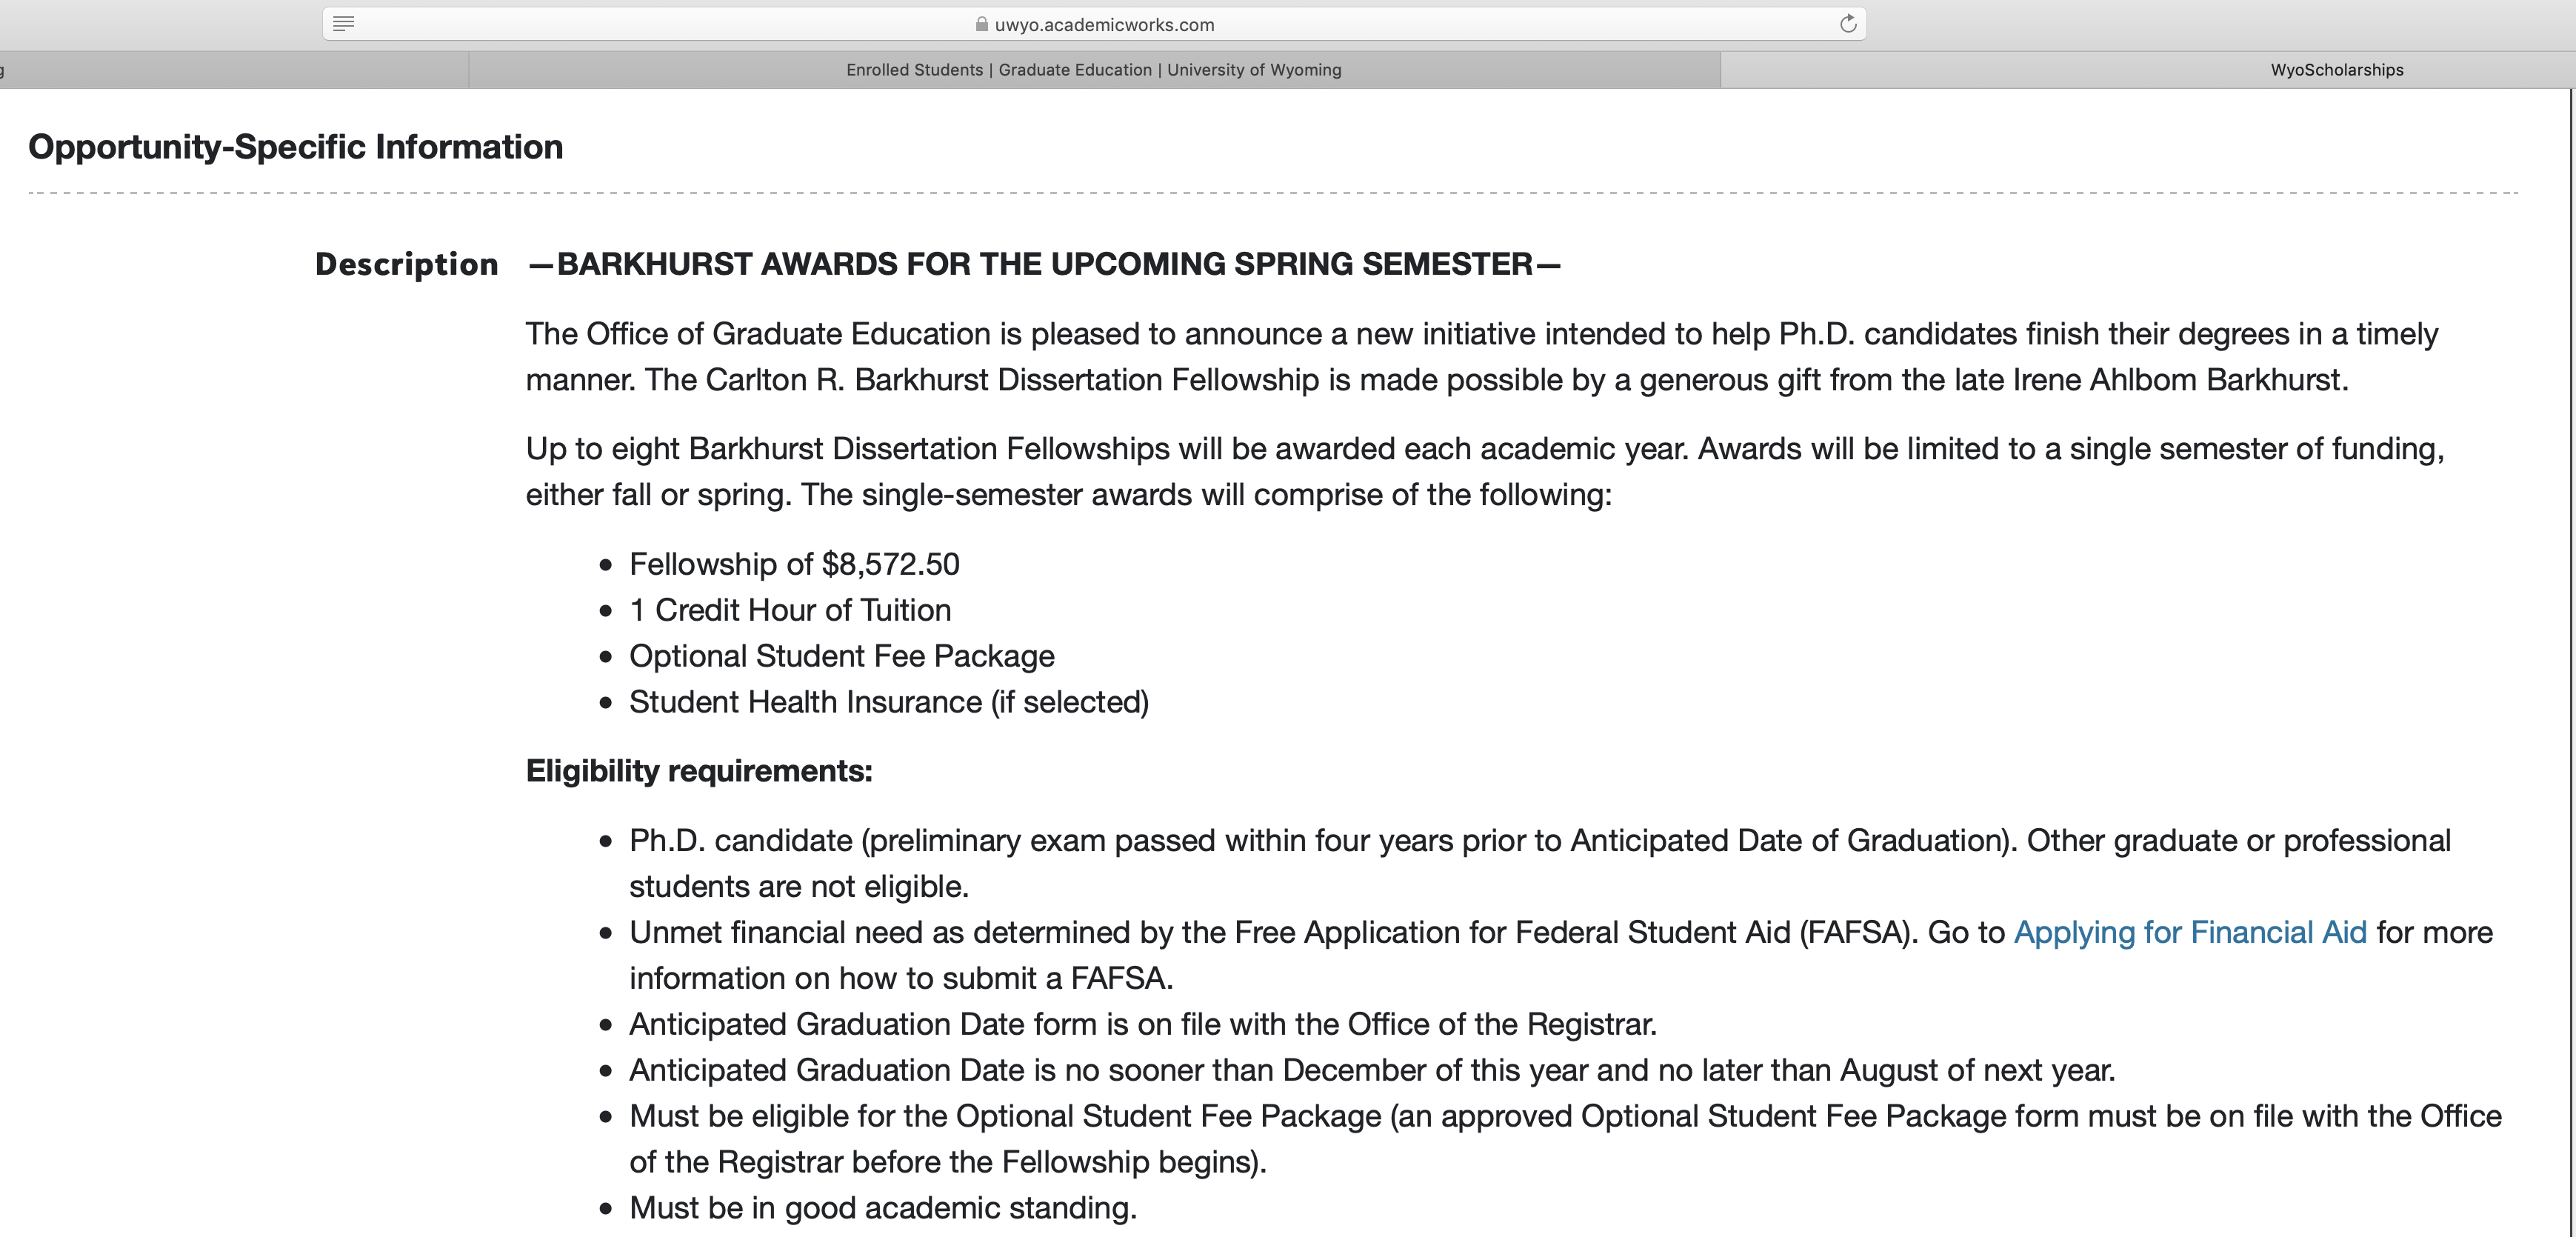 uwyo.academicworks.com
g Enrolled Students | Graduate Education | University of Wyoming WyoScholarships
Opportunity-Specific Information
Description —BARKHURST AWARDS FOR THE UPCOMING SPRING SEMESTER—
The Office of Graduate Education is pleased to announce a new initiative intended to help Ph.D. candidates finish their degrees in a timely
manner. The Carlton R. Barkhurst Dissertation Fellowship is made possible by a generous gift from the late Irene Ahlbom Barkhurst.
Up to eight Barkhurst Dissertation Fellowships will be awarded each academic year. Awards will be limited to a single semester of funding,
either fall or spring. The single-semester awards will comprise of the following:
• Fellowship of $8,572.50
• 1 Credit Hour of Tuition
• Optional Student Fee Package
• Student Health Insurance (if selected)
Eligibility requirements:
• Ph.D. candidate (preliminary exam passed within four years prior to Anticipated Date of Graduation). Other graduate or professional
students are not eligible.
• Unmet financial need as determined by the Free Application for Federal Student Aid (FAFSA). Go to Applying for Financial Aid for more
information on how to submit a FAFSA.
• Anticipated Graduation Date form is on file with the Office of the Registrar.
• Anticipated Graduation Date is no sooner than December of this year and no later than August of next year.
• Must be eligible for the Optional Student Fee Package (an approved Optional Student Fee Package form must be on file with the Office
of the Registrar before the Fellowship begins).
• Must be in good academic standing.